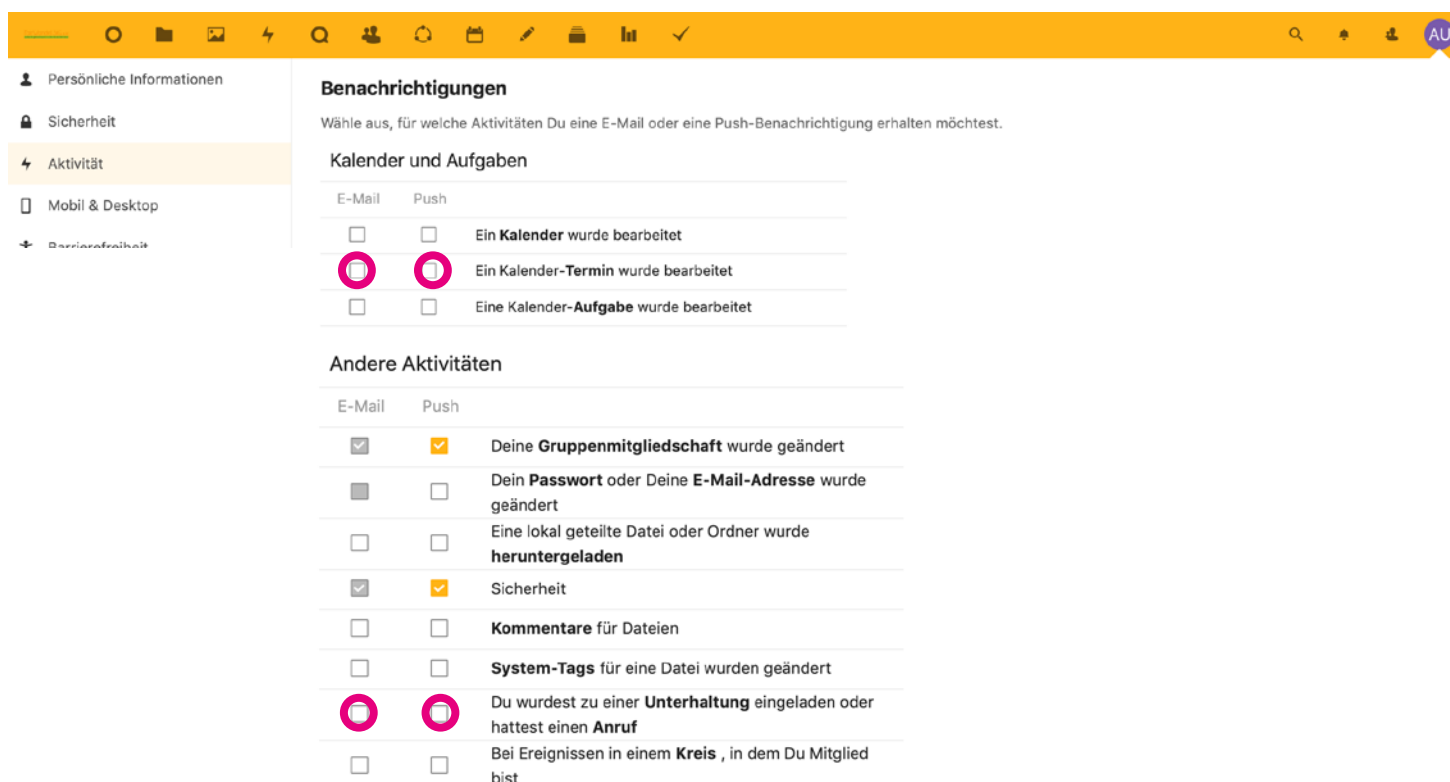 AU
Persönliche Informationen
Sicherheit
Aktivität
Mobil & Desktop
Barrierefreiheit
Benachrichtigungen
Wähle aus, für welche Aktivitäten Du eine E-Mail oder eine Push-Benachrichtigung erhalten möchtest.
Kalender und Aufgaben
E-Mail Push
Ein Kalender wurde bearbeitet
Ein Kalender-Termin wurde bearbeitet
Eine Kalender-Aufgabe wurde bearbeitet
Andere Aktivitäten
E-Mail Push
Deine Gruppenmitgliedschaft wurde geändert
Dein Passwort oder Deine E-Mail-Adresse wurde
geändert
Eine lokal geteilte Datei oder Ordner wurde
heruntergeladen
Sicherheit
Kommentare für Dateien
System-Tags für eine Datei wurden geändert
Du wurdest zu einer Unterhaltung eingeladen oder
hattest einen Anruf
Bei Ereignissen in einem Kreis , in dem Du Mitglied
bist